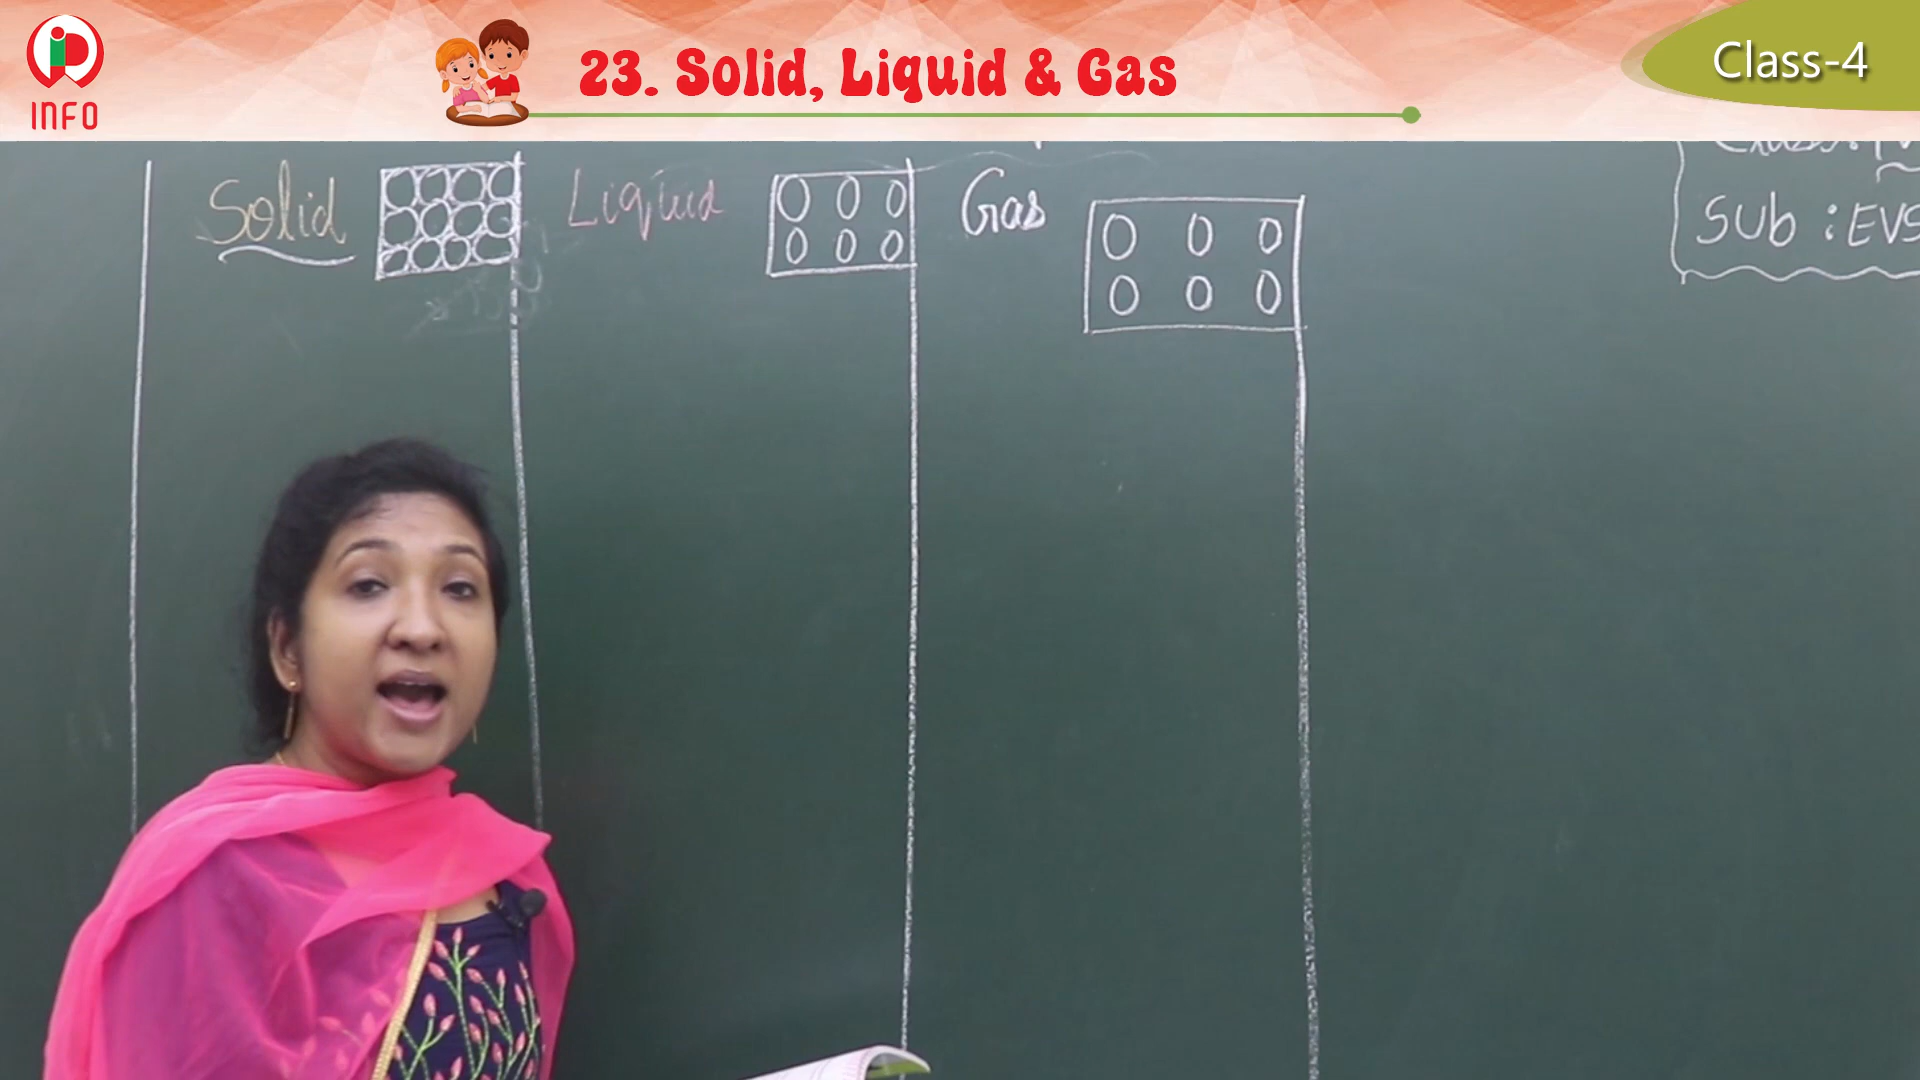 INFO
23. Solid, Liquid & Gas
Class-4
Solid
Liquid
Gas
Sub : EVS